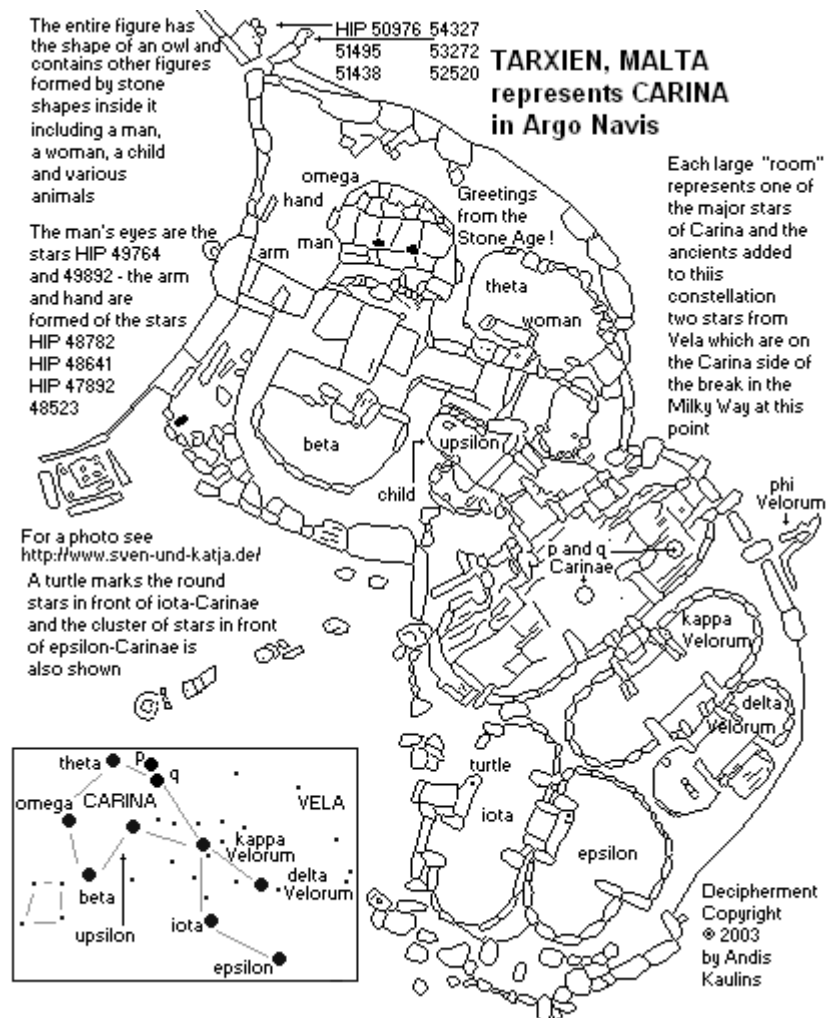 The entire figure has
the shape of an owl and
contains other figures
formed by stone
shapes inside it
including a man,
a woman, a child
and various
animals
HIP 50976 54327
51495 53272
51438 52520
TARXIEN, MALTA
represents CARINA
in Argo Navis
The man's eyes are the
stars HIP 49764
and 49892 - the arm
and hand are
formed of the stars
HIP 48782
HIP 48641
HIP 47892
48523
omega
hand
man
arm
Greetings
from the
Stone Age !
theta
woman
Each large "room"
represents one of
the major stars
of Carina and the
ancients added
to thiis
constellation
two stars from
Vela which are on
the Carina side of
the break in the
Milky Way at this
point
beta
upsilon
child
phi
Velorum
p and q
Carinae
For a photo see
http://www.sven-und-katja.de/
A turtle marks the round
stars in front of iota-Carinae
and the cluster of stars in front
of epsilon-Carinae is
also shown
kappa
Velorum
delta
Velorum
turtle
iota
epsilon
theta
p
q
omega
CARINA
VELA
kappa
Velorum
beta
delta
Velorum
upsilon
iota
epsilon
Decipherment
Copyright
® 2003
by Andis
Kaulins